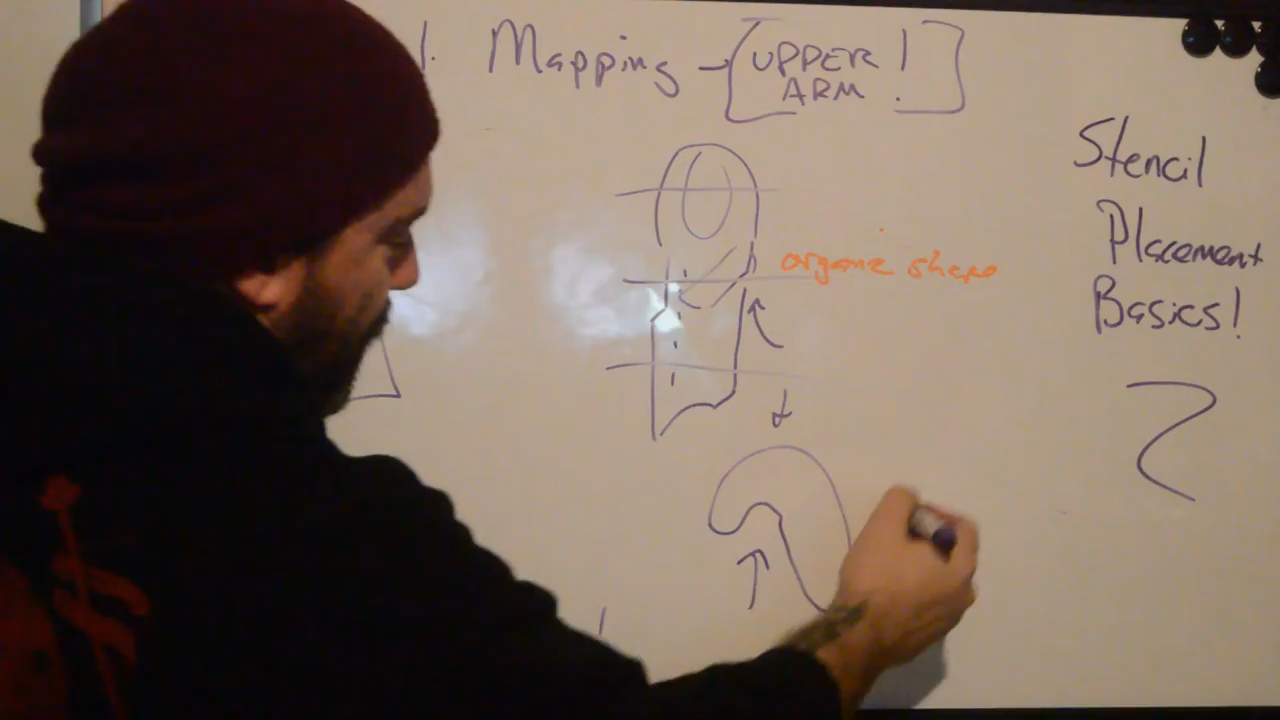 1. Mapping - [UPPER !
ARM . ]
organic shape
Stencil
Placement
Basics!